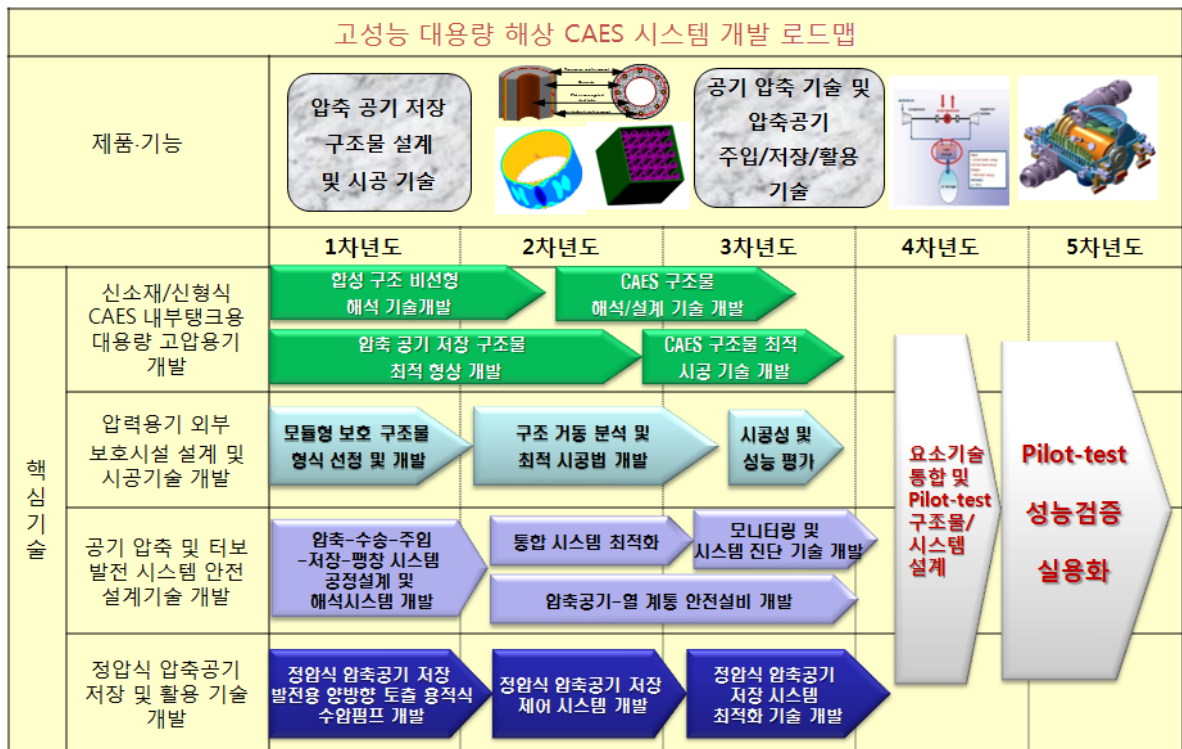 고성능 대용량 해상 CAES 시스템 개발 로드맵
제품·기능
압축 공기 저장
구조물 설계
및 시공 기술
공기 압축 기술 및
압축공기
주입/저장/활용
기술
1차년도
2차년도
3차년도
4차년도
5차년도
핵심기술
신소재/신형식
CAES 내부탱크용
대용량 고압용기
개발
합성 구조 비선형
해석 기술개발
CAES 구조물
해석/설계 기술 개발
압축 공기 저장 구조물
최적 형상 개발
CAES 구조물 최적
시공 기술 개발
압력용기 외부
보호시설 설계 및
시공기술 개발
모듈형 보호 구조물
형식 선정 및 개발
구조 거동 분석 및
최적 시공법 개발
시공성 및
성능 평가
공기 압축 및 터보
발전 시스템 안전
설계기술 개발
압축-수송-주입
-저장-팽창 시스템
공정설계 및
해석시스템 개발
통합 시스템 최적화
모니터링 및
시스템 진단 기술 개발
압축공기-열 계통 안전설비 개발
정압식 압축공기
저장 및 활용 기술
개발
정압식 압축공기 저장
발전용 양방향 토출 용적식
수압펌프 개발
정압식 압축공기 저장
제어 시스템 개발
정압식 압축공기
저장 시스템
최적화 기술 개발
요소기술
통합 및
Pilot-test
구조물/
시스템
설계
Pilot-test
성능검증
실용화